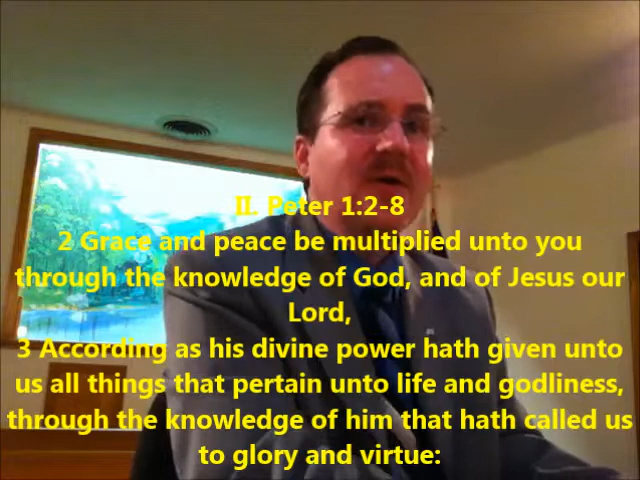 II. Peter 1:2-8
2 Grace and peace be multiplied unto you
through the knowledge of God, and of Jesus our
Lord,
3 According as his divine power hath given unto
us all things that pertain unto life and godliness,
through the knowledge of him that hath called us
to glory and virtue: